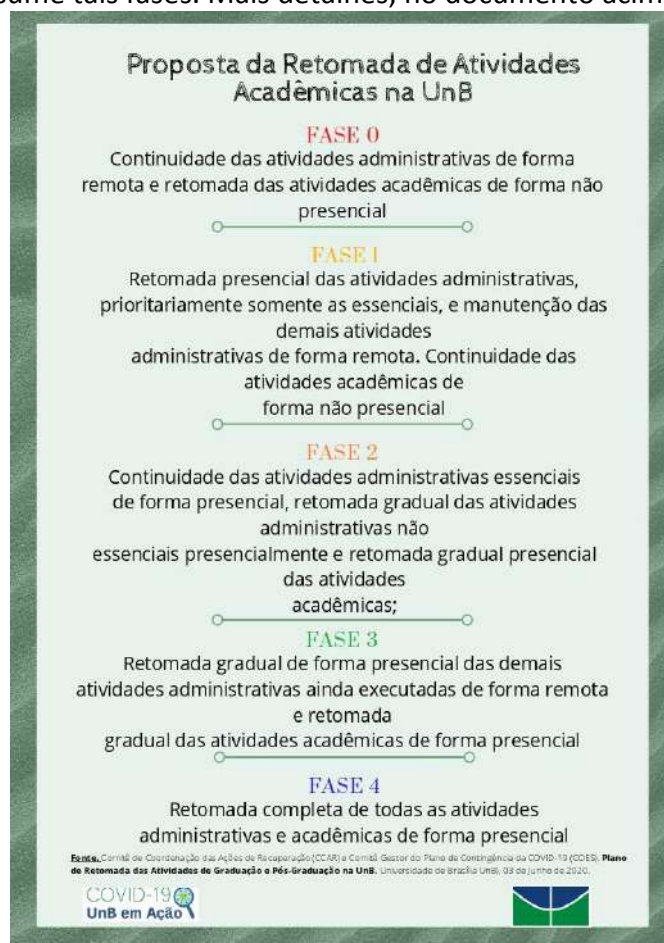 sume tais fases. Mais detalhes, no documento acim
Proposta da Retomada de Atividades
Acadêmicas na UnB
FASE 0
Continuidade das atividades administrativas de forma
remota e retomada das atividades acadêmicas de forma não
presencial
FASE 1
Retomada presencial das atividades administrativas,
prioritariamente somente as essenciais, e manutenção das
demais atividades
administrativas de forma remota. Continuidade das
atividades acadêmicas de
forma não presencial
FASE 2
Continuidade das atividades administrativas essenciais
de forma presencial, retomada gradual das atividades
administrativas não
essenciais presencialmente e retomada gradual presencial
das atividades
acadêmicas;
FASE 3
Retomada gradual de forma presencial das demais
atividades administrativas ainda executadas de forma remota
e retomada
gradual das atividades acadêmicas de forma presencial
FASE 4
Retomada completa de todas as atividades
administrativas e acadêmicas de forma presencial
Fonte. Comitê de Coordenação das Ações de Recuperação (CCAR) e Comitê Gestor do Plano de Contingência da COVID-19 (COES). Plano
de Retomada das Atividades de Graduação e Pós-Graduação na UnB. Universidade de Brasília UnB), 03 de Junho de 2020.
COVID-19
UnB em Ação